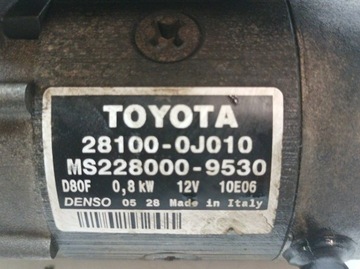 TOYOTA
28100-0J010
MS228000-9530
D80F 0,8 kW 12V 10E06
DENSO 05 28 Made in Italy